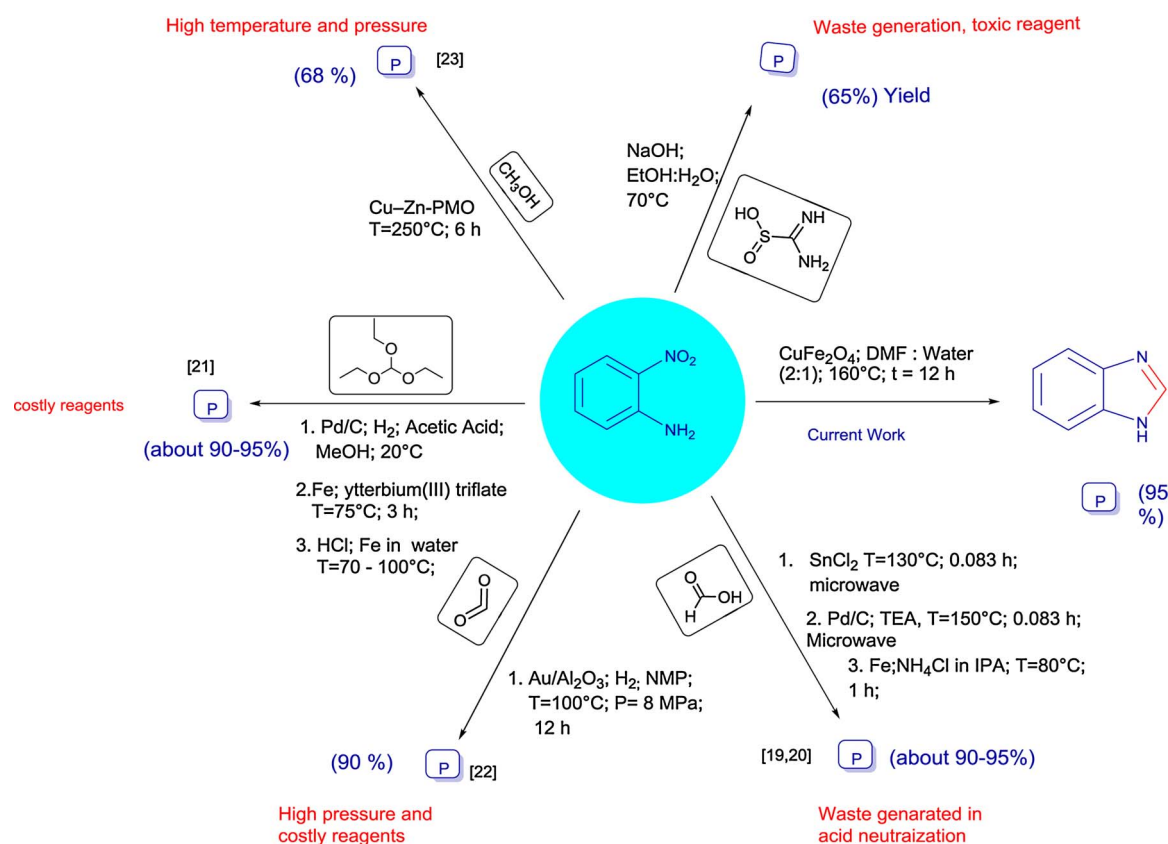 High temperature and pressure
P
[23]
(68 %)
CH₃OH
Cu–Zn-PMO
T=250°C; 6 h
Waste generation, toxic reagent
P
(65%) Yield
NaOH;
EtOH:H₂O;
70°C
HO
NH
S
O
NH₂
[21]
P
costly reagents
(about 90-95%)
O
O
O
1. Pd/C; H₂; Acetic Acid;
MeOH; 20°C
2.Fe; ytterbium(III) triflate
T=75°C; 3 h;
3. HCl; Fe in water
T=70 - 100°C;
NO₂
NH₂
CuFe₂O₄; DMF : Water
(2:1); 160°C; t = 12 h
Current Work
N
N
H
P
(95
%)
O
O
1. Au/Al₂O₃; H₂; NMP;
T=100°C; P= 8 MPa;
12 h
(90 %)
P
[22]
High pressure and
costly reagents
O
H
OH
1. SnCl₂ T=130°C; 0.083 h;
microwave
2. Pd/C; TEA, T=150°C; 0.083 h;
Microwave
3. Fe;NH₄Cl in IPA; T=80°C;
1 h;
[19,20]
P
(about 90-95%)
Waste genarated in
acid neutraization